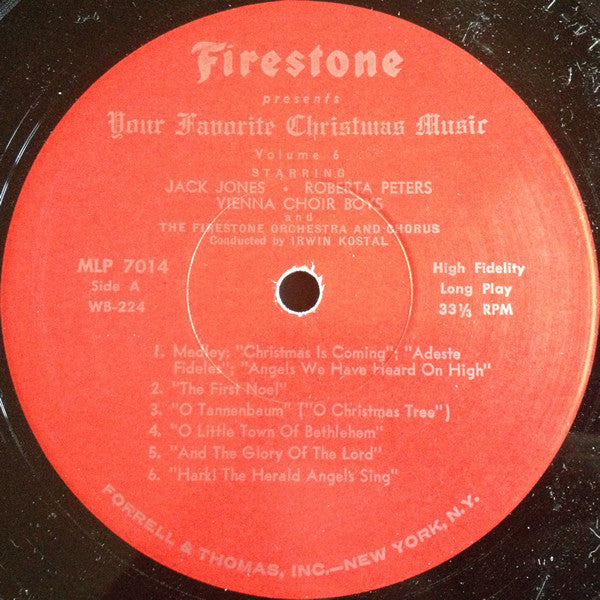 Firestone
presents
Your Favorite Christmas Music
Volume 6
STARRING
JACK JONES • ROBERTA PETERS
VIENNA CHOIR BOYS
and
THE FIRESTONE ORCHESTRA AND CHORUS
Conducted by IRWIN KOSTAL
MLP 7014
Side A
WB-224
High Fidelity
Long Play
33⅓ RPM
1. Medley: "Christmas Is Coming"; "Adeste
Fideles"; "Angels We Have Heard On High"
2. "The First Noel"
3. "O Tannenbaum" ("O Christmas Tree")
4. "O Little Town Of Bethlehem"
5. "And The Glory Of The Lord"
6. "Hark! The Herald Angels Sing"
FORRELL & THOMAS, INC.—NEW YORK, N.Y.